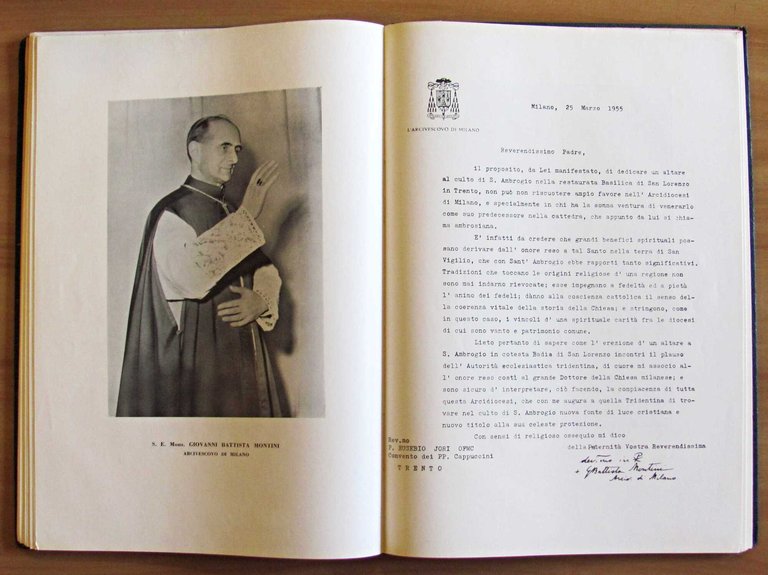 S. E. Mons. GIOVANNI BATTISTA MONTINI
ARCIVESCOVO DI MILANO
L'ARCIVESCOVO DI MILANO
Milano, 25 Marzo 1955
Reverendissimo Padre,
Il proposito, da Lei manifestato, di dedicare un altare
al culto di S. Ambrogio nella restaurata Basilica di San Lorenzo
in Trento, non può non riscuotere ampio favore nell' Arcidiocesi
di Milano, e specialmente in chi ha la somma ventura di venerarlo
come suo predecessore nella cattedra, che appunto da lui si chia-
ma ambrosiana.
E' infatti da credere che grandi benefici spirituali pos-
sano derivare dall' onore reso a tal Santo nella terra di San
Vigilio, che con Sant' Ambrogio ebbe rapporti tanto significativi.
Tradizioni che toccano le origini religiose d' una regione non
sono mai indarno rievocate; esse impegnano a fedeltà ed a pietà
l' animo dei fedeli; dànno alla coscienza cattolica il senso del-
la coerenza vitale della storia della Chiesa; e stringono, come
in questo caso, i vincoli d' una spirituale carità fra le diocesi
di cui sono vanto e patrimonio comune.
Lieto pertanto di sapere come l' erezione d' un altare a
S. Ambrogio in cotesta Badia di San Lorenzo incontri il plauso
dell' Autorità ecclesiastica tridentina, di cuore mi associo al-
l' onore reso costì al grande Dottore della Chiesa milanese; e
sono sicuro d' interpretare, ciò facendo, la compiacenza di tutta
questa Arcidiocesi, che con me augura a quella Tridentina di tro-
vare nel culto di S. Ambrogio nuova fonte di luce cristiana e
nuovo titolo alla sua celeste protezione.
Con sensi di religioso ossequio mi dico
della Paternità Vostra Reverendissima
Rev.mo
P. EUSEBIO JORI OFMC
Convento dei PP. Cappuccini
TRENTO
dev.mo in
+ GBattista Montini
Arciv. di Milano